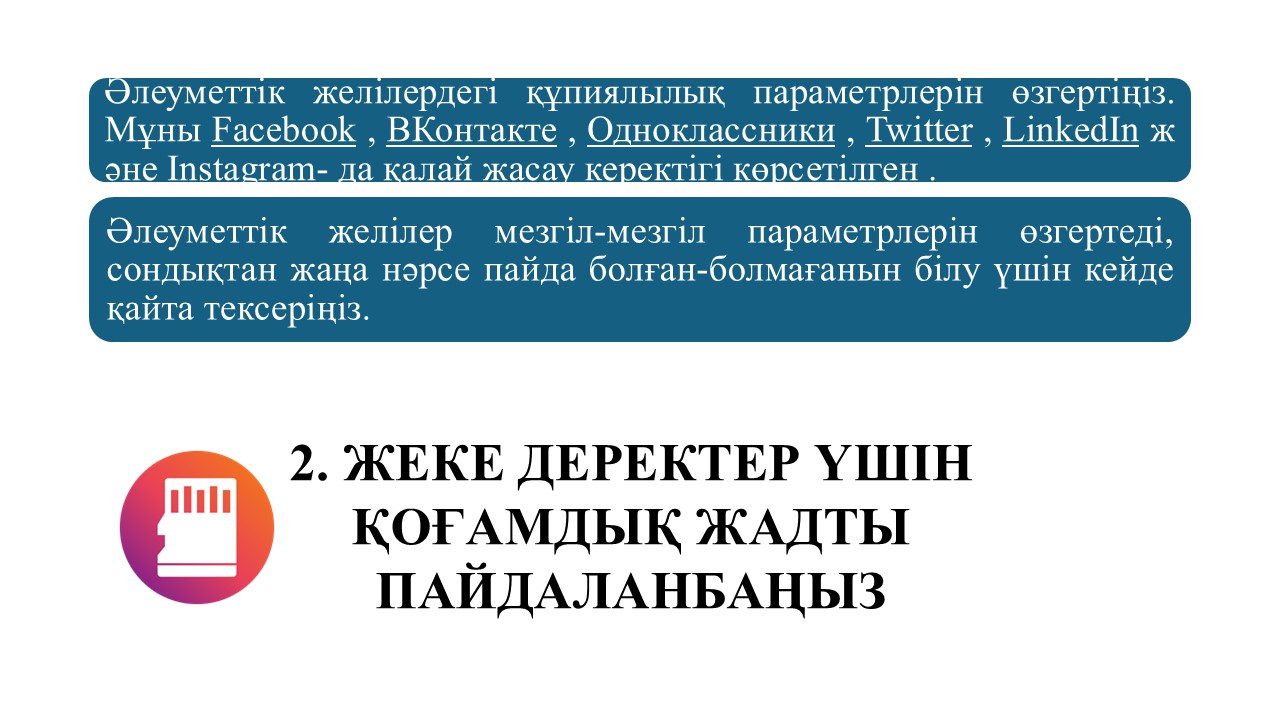 Әлеуметтік желілердегі құпиялылық параметрлерін өзгертіңіз.
Мұны Facebook , ВКонтакте , Одноклассники , Twitter , LinkedIn ж
әне Instagram- да қалай жасау керектігі көрсетілген .
Әлеуметтік желілер мезгіл-мезгіл параметрлерін өзгертеді,
сондықтан жаңа нәрсе пайда болған-болмағанын білу үшін кейде
қайта тексеріңіз.
2. ЖЕКЕ ДЕРЕКТЕР ҮШІН
ҚОҒАМДЫҚ ЖАДТЫ
ПАЙДАЛАНБАҢЫЗ